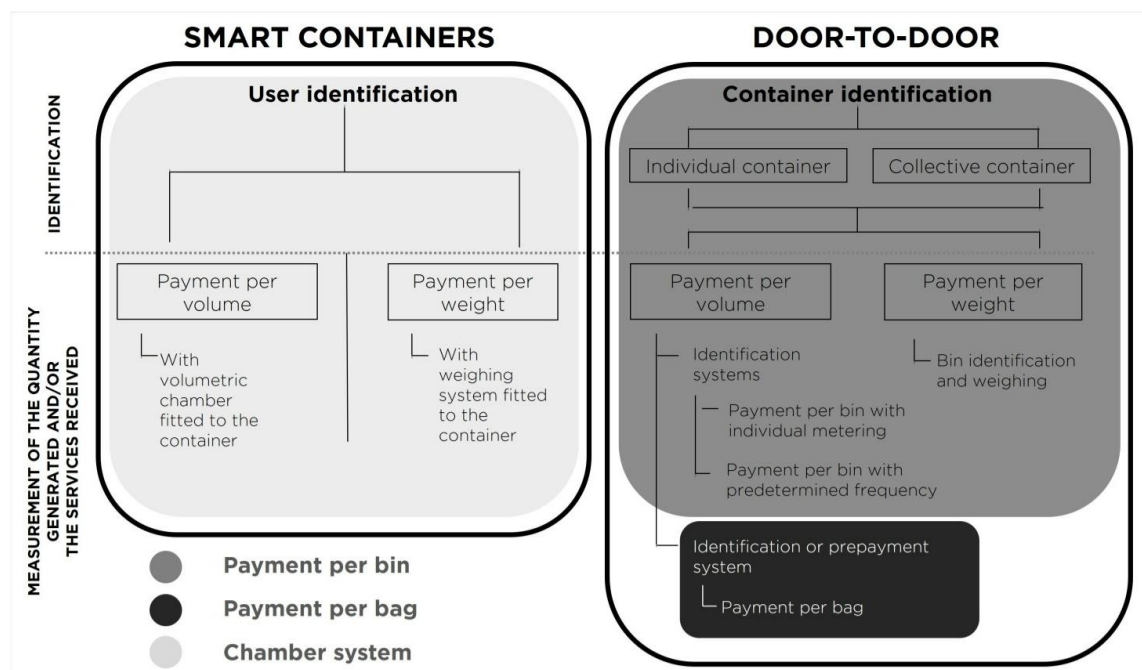 SMART CONTAINERS
DOOR-TO-DOOR
IDENTIFICATION
User identification
Container identification
Individual container
Collective container
MEASUREMENT OF THE QUANTITY
GENERATED AND/OR
THE SERVICES RECEIVED
Payment per
volume
With
volumetric
chamber
fitted to the
container
Payment per
weight
With
weighing
system fitted
to the
container
Payment per
volume
Identification
systems
Payment per bin with
individual metering
Payment per bin with
predetermined frequency
Payment per
weight
Bin identification
and weighing
Identification or prepayment
system
Payment per bag
Payment per bin
Payment per bag
Chamber system